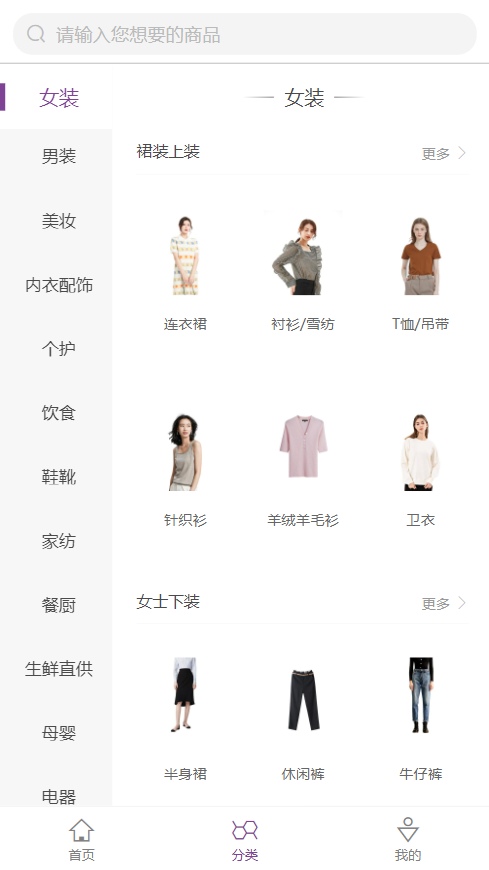 请输入您想要的商品
女装
男装
美妆
内衣配饰
个护
饮食
鞋靴
家纺
餐厨
生鲜直供
母婴
电器
女装
裙装上装
更多
连衣裙
衬衫/雪纺
T恤/吊带
针织衫
羊绒羊毛衫
卫衣
女士下装
更多
半身裙
休闲裤
牛仔裤
首页
分类
我的